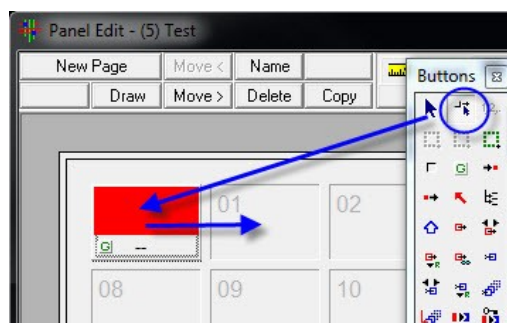 Panel Edit - (5) Test
New Page Move < Name
Draw Move > Delete Copy
Buttons
01 02
G --
08 09 10
G